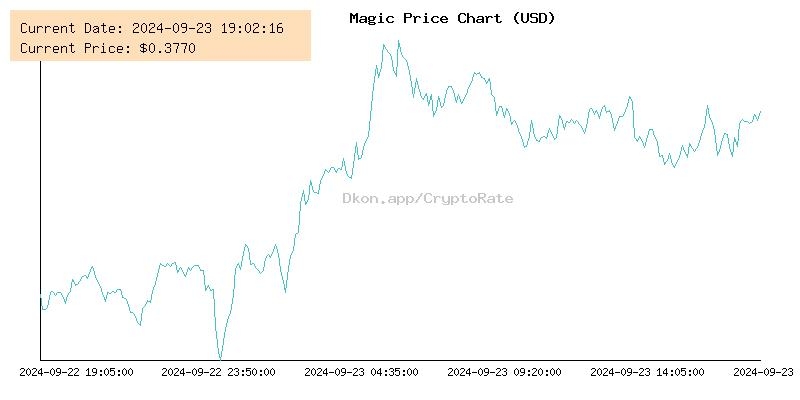 Magic Price Chart (USD)
Current Date: 2024-09-23 19:02:16
Current Price: $0.3770
Dkon.app/CryptoRate
2024-09-22 19:05:00
2024-09-22 23:50:00
2024-09-23 04:35:00
2024-09-23 09:20:00
2024-09-23 14:05:00
2024-09-23